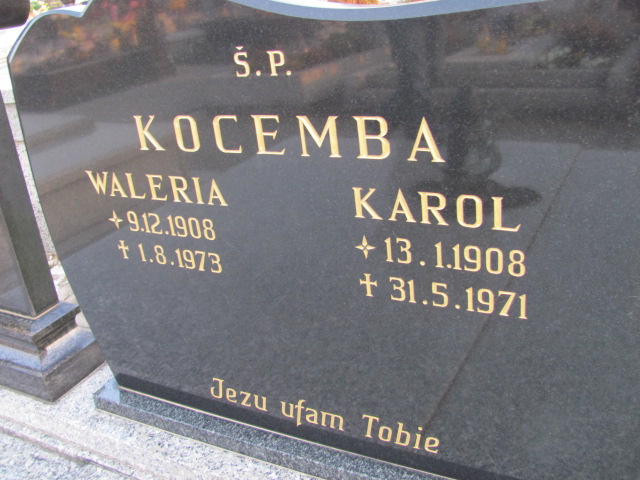 Š.P.
KOCEMBA
WALERIA
✧ 9.12.1908
† 1.8.1973
KAROL
✧ 13.1.1908
† 31.5.1971
Jezu ufam Tobie